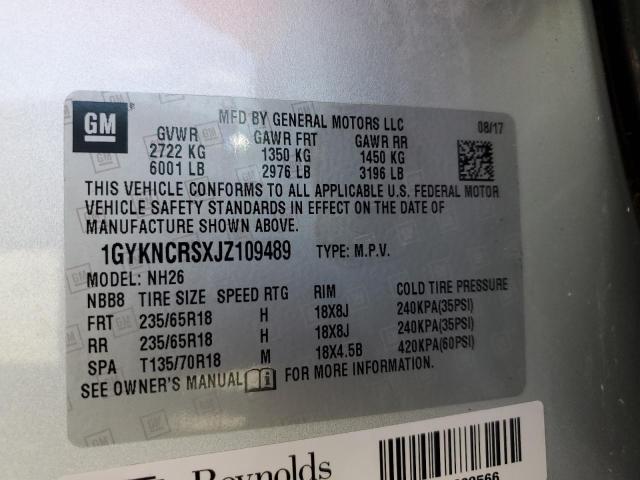 GM
MFD BY GENERAL MOTORS LLC 08/17
GVWR GAWR FRT GAWR RR
2722 KG 1350 KG 1450 KG
6001 LB 2976 LB 3196 LB
THIS VEHICLE CONFORMS TO ALL APPLICABLE U.S. FEDERAL MOTOR
VEHICLE SAFETY STANDARDS IN EFFECT ON THE DATE OF
MANUFACTURE SHOWN ABOVE.
1GYKNCRSXJZ109489 TYPE: M.P.V.
MODEL: NH26
NBB8 TIRE SIZE SPEED RTG RIM COLD TIRE PRESSURE
FRT 235/65R18 H 18X8J 240KPA(35PSI)
RR 235/65R18 H 18X8J 240KPA(35PSI)
SPA T135/70R18 M 18X4.5B 420KPA(60PSI)
SEE OWNER'S MANUAL FOR MORE INFORMATION.
Reynolds